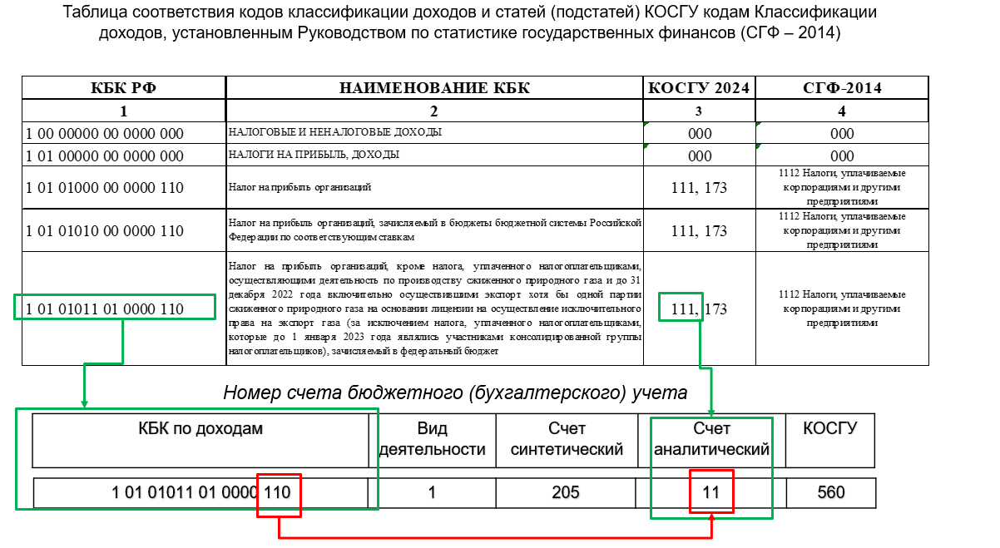 Таблица соответствия кодов классификации доходов и статей (подстатей) КОСГУ кодам Классификации
доходов, установленным Руководством по статистике государственных финансов (СГФ – 2014)
КБК РФ НАИМЕНОВАНИЕ КБК КОСГУ 2024 СГФ-2014
1 2 3 4
1 00 00000 00 0000 000 НАЛОГОВЫЕ И НЕНАЛОГОВЫЕ ДОХОДЫ 000 000
1 01 00000 00 0000 000 НАЛОГИ НА ПРИБЫЛЬ, ДОХОДЫ 000 000
1 01 01000 00 0000 110 Налог на прибыль организаций 111, 173
1112 Налоги, уплачиваемые
корпорациями и другими
предприятиями
1 01 01010 00 0000 110
Налог на прибыль организаций, зачисляемый в бюджеты бюджетной системы Российской
Федерации по соответствующим ставкам
111, 173
1112 Налоги, уплачиваемые
корпорациями и другими
предприятиями
1 01 01011 01 0000 110
Налог на прибыль организаций, кроме налога, уплаченного налогоплательщиками,
осуществляющими деятельность по производству сжиженного природного газа и до 31
декабря 2022 года включительно осуществившими экспорт хотя бы одной партии
сжиженного природного газа на основании лицензии на осуществление исключительного
права на экспорт газа (за исключением налога, уплаченного налогоплательщиками,
которые до 1 января 2023 года являлись участниками консолидированной группы
налогоплательщиков), зачисляемый в федеральный бюджет
111, 173
1112 Налоги, уплачиваемые
корпорациями и другими
предприятиями
Номер счета бюджетного (бухгалтерского) учета
КБК по доходам
Вид
деятельности
Счет
синтетический
Счет
аналитический
КОСГУ
1 01 01011 01 0000 110 1 205 11 560